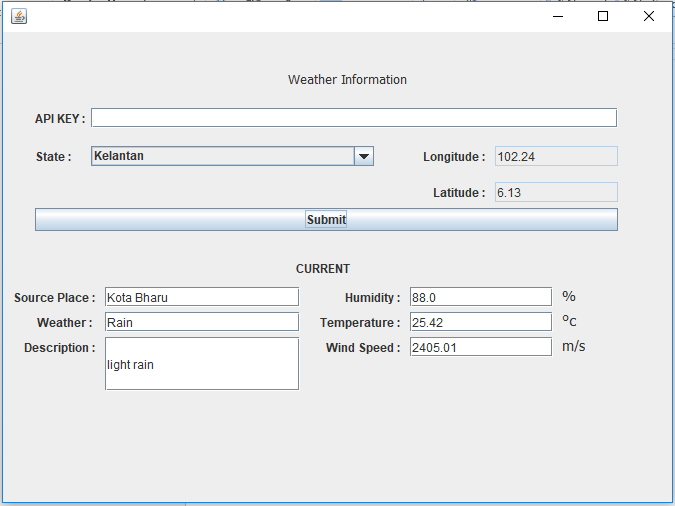 Weather Information
API KEY :
State : Kelantan Longitude : 102.24
Latitude : 6.13
Submit
CURRENT
Source Place : Kota Bharu Humidity : 88.0 %
Weather : Rain Temperature : 25.42 °c
Description : light rain Wind Speed : 2405.01 m/s